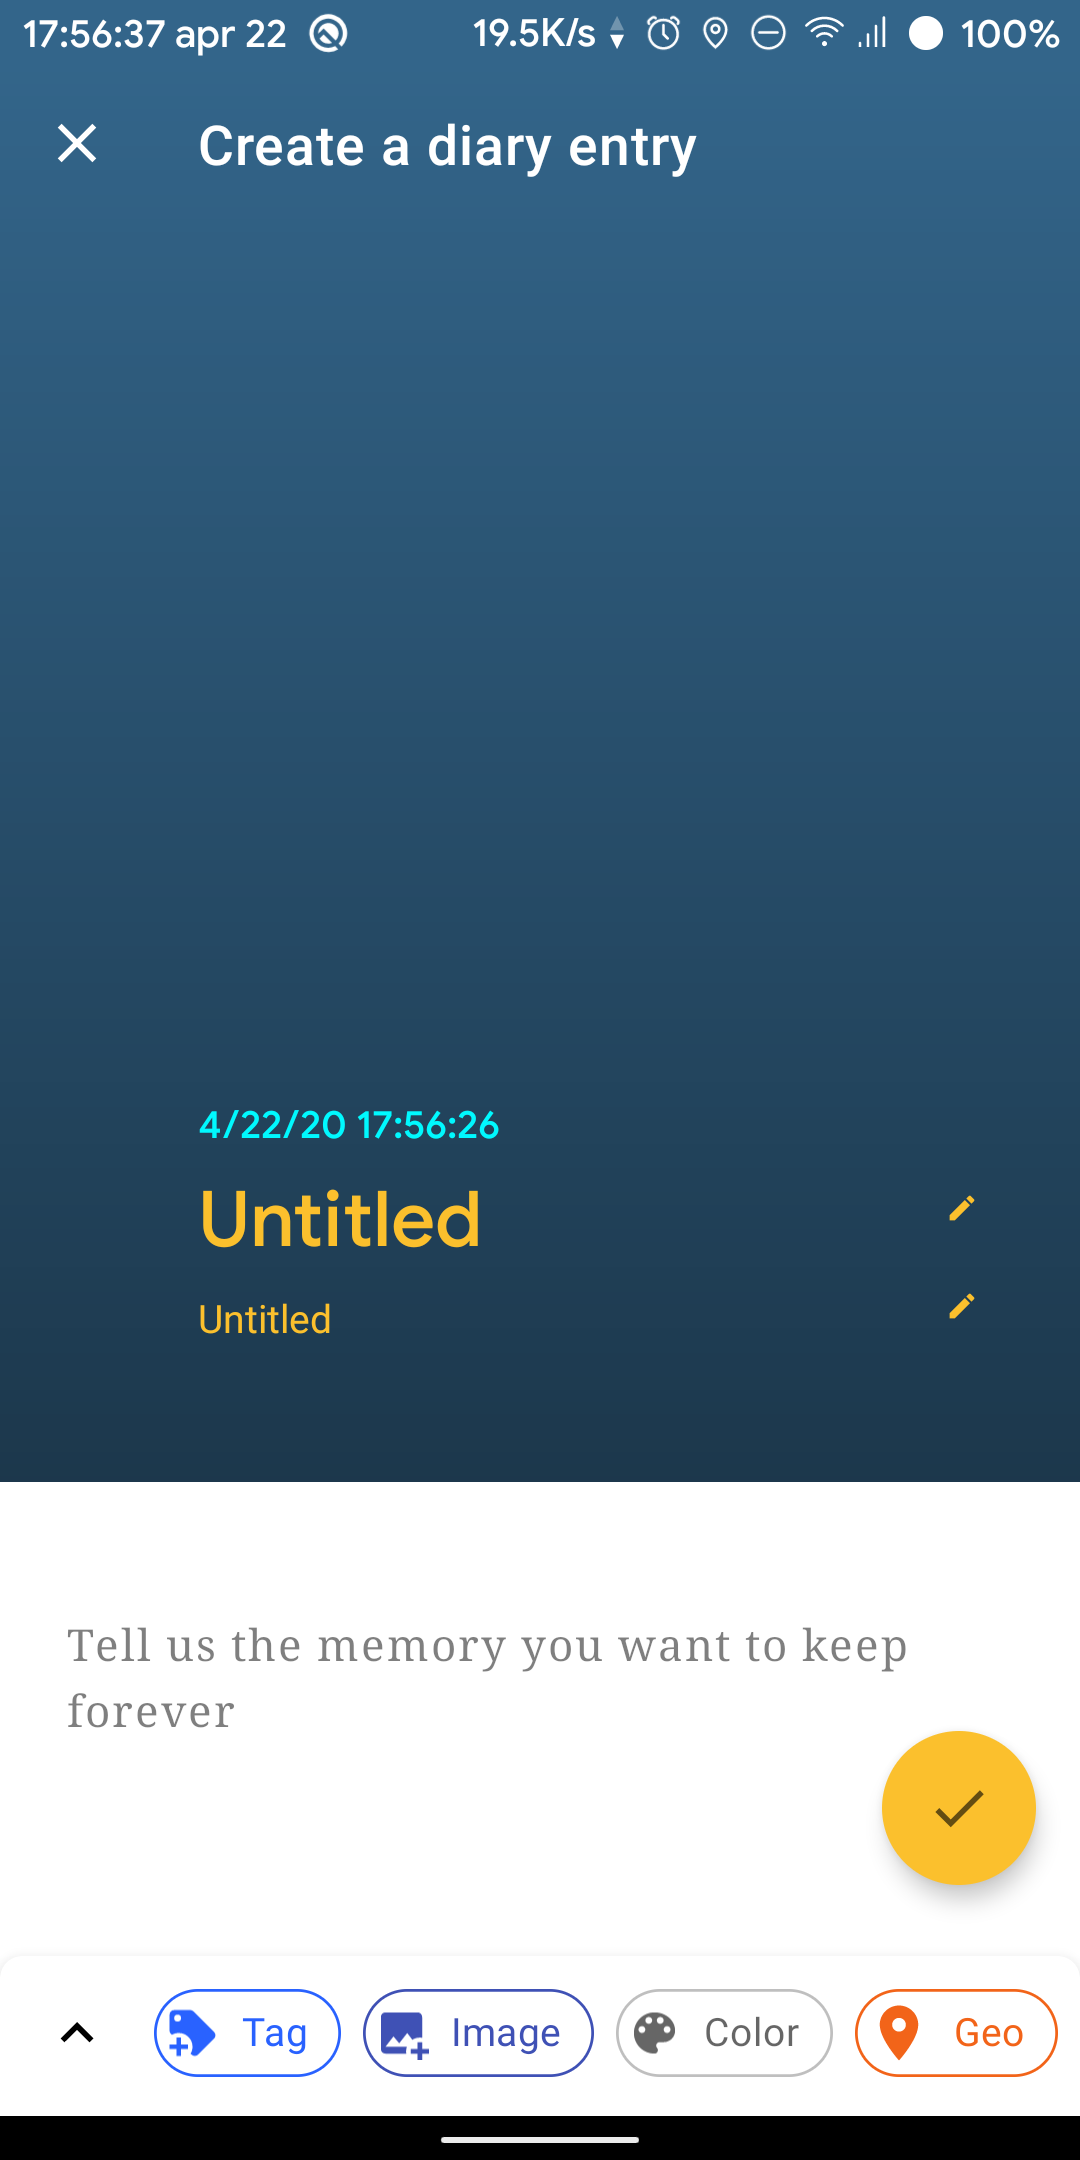 17:56:37 apr 22 19.5K/s 100%
Create a diary entry
4/22/20 17:56:26
Untitled
Untitled
Tell us the memory you want to keep
forever
Tag Image Color Geo